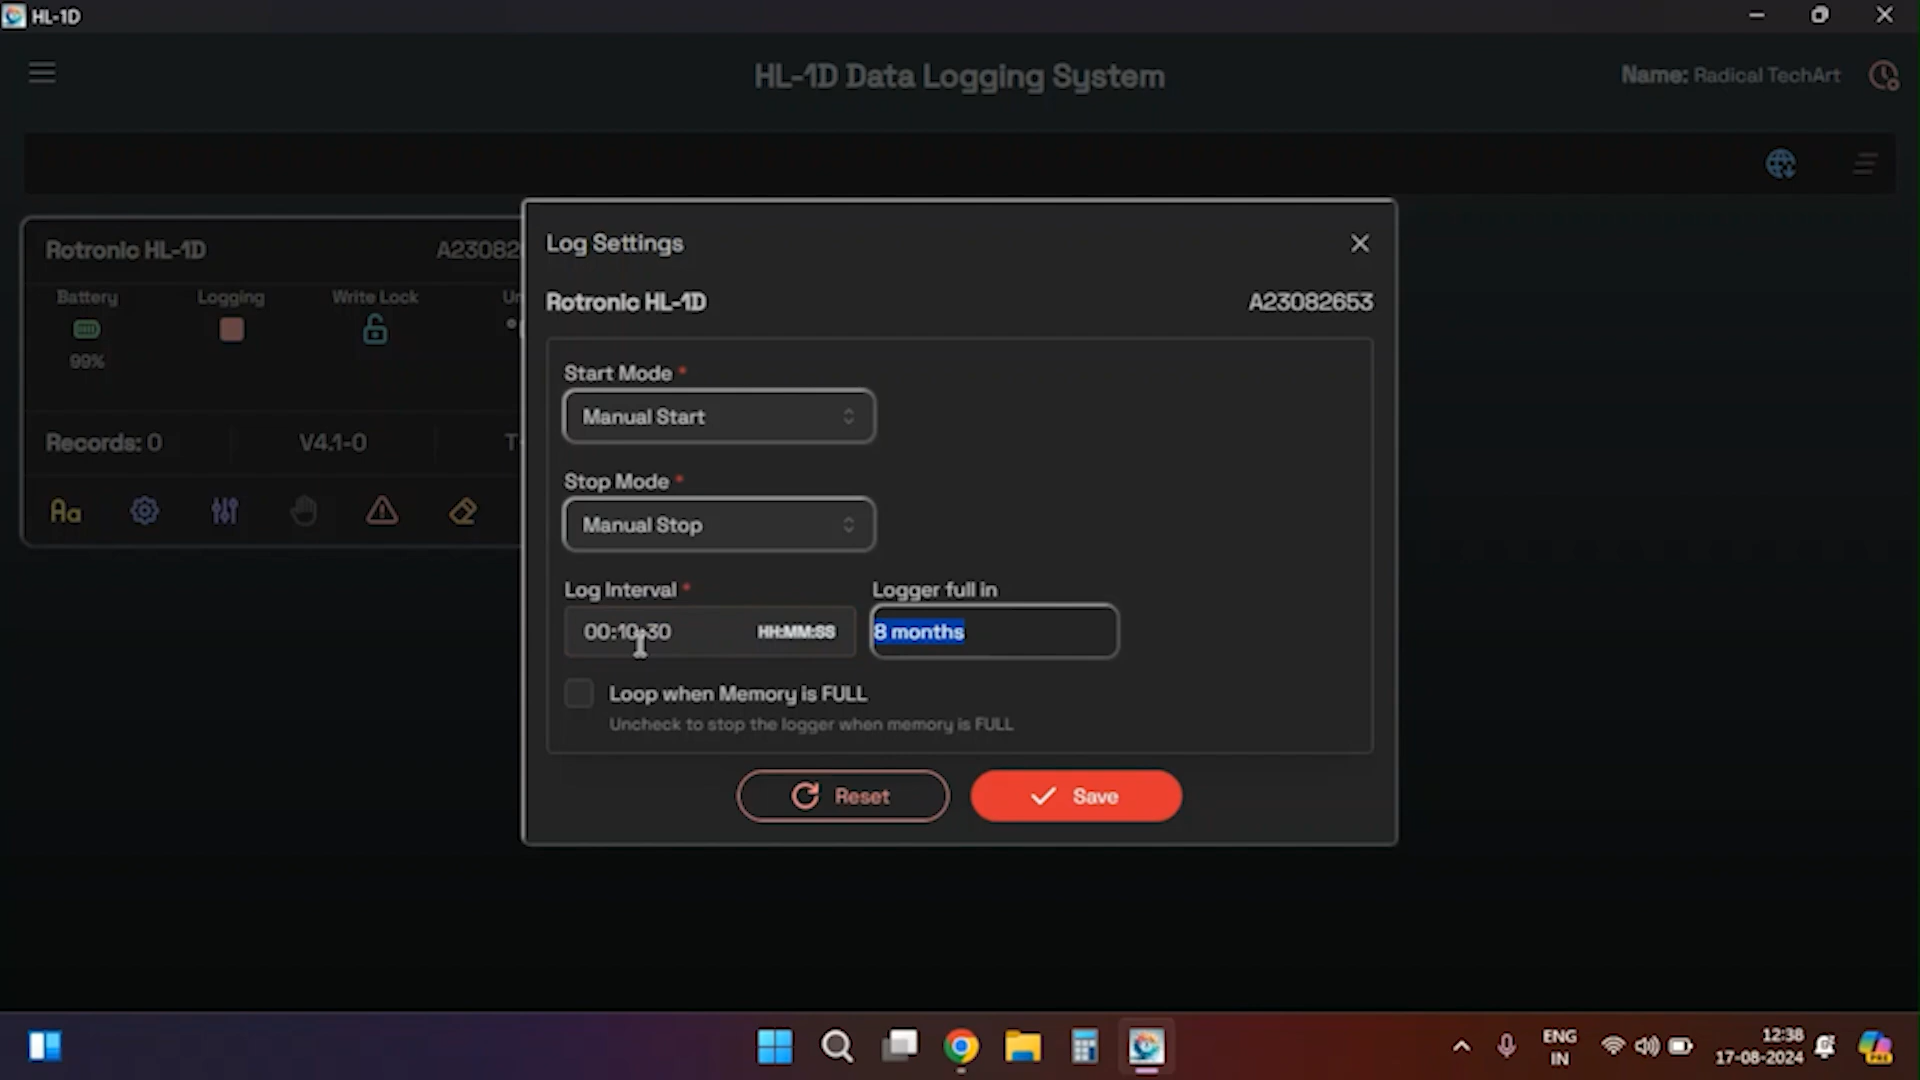 HL-1D
HL-1D Data Logging System
Name: Radical TechArt
Rotronic HL-1D
A23082
Battery
Logging
Write Lock
99%
Records: 0
V4.1-0
Aa
Log Settings
Rotronic HL-1D
A23082653
Start Mode *
Manual Start
Stop Mode *
Manual Stop
Log Interval *
Logger full in
00:10:30
HH:MM:SS
8 months
Loop when Memory is FULL
Uncheck to stop the logger when memory is FULL
Reset
Save
ENG
IN
12:38
17-08-2024